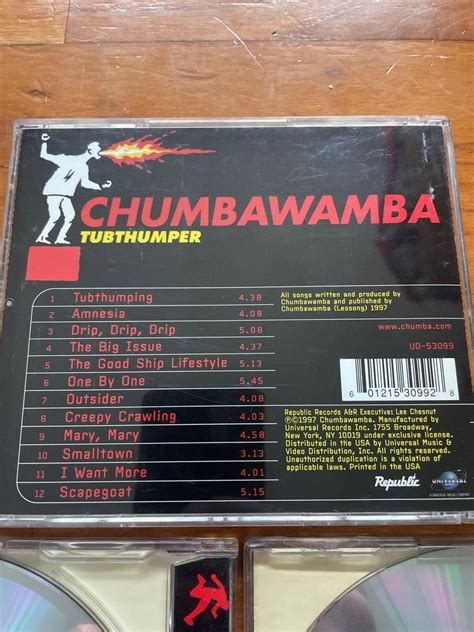 CHUMBAWAMBA
TUBTHUMPER
1 Tubthumping 4.38
2 Amnesia 4.08
3 Drip, Drip, Drip 5.08
4 The Big Issue 4.37
5 The Good Ship Lifestyle 5.13
6 One By One 5.45
7 Outsider 4.08
8 Creepy Crawling 4.03
9 Mary, Mary 4.58
10 Smalltown 3.13
11 I Want More 4.01
12 Scapegoat 5.15
All songs written and produced by
Chumbawamba and published by
Chumbawamba (Leosong) 1997
www.chumba.com
UD-53099
6 01215 30992 8
Republic Records A&R Executive: Lee Chesnut
℗©1997 Chumbawamba. Manufactured by
Universal Records Inc. 1755 Broadway,
New York, NY 10019 under exclusive license.
Distributed in the USA by Universal Music &
Video Distribution, Inc. All rights reserved.
Unauthorized duplication is a violation of
applicable laws. Printed in the USA
Republic
UNIVERSAL